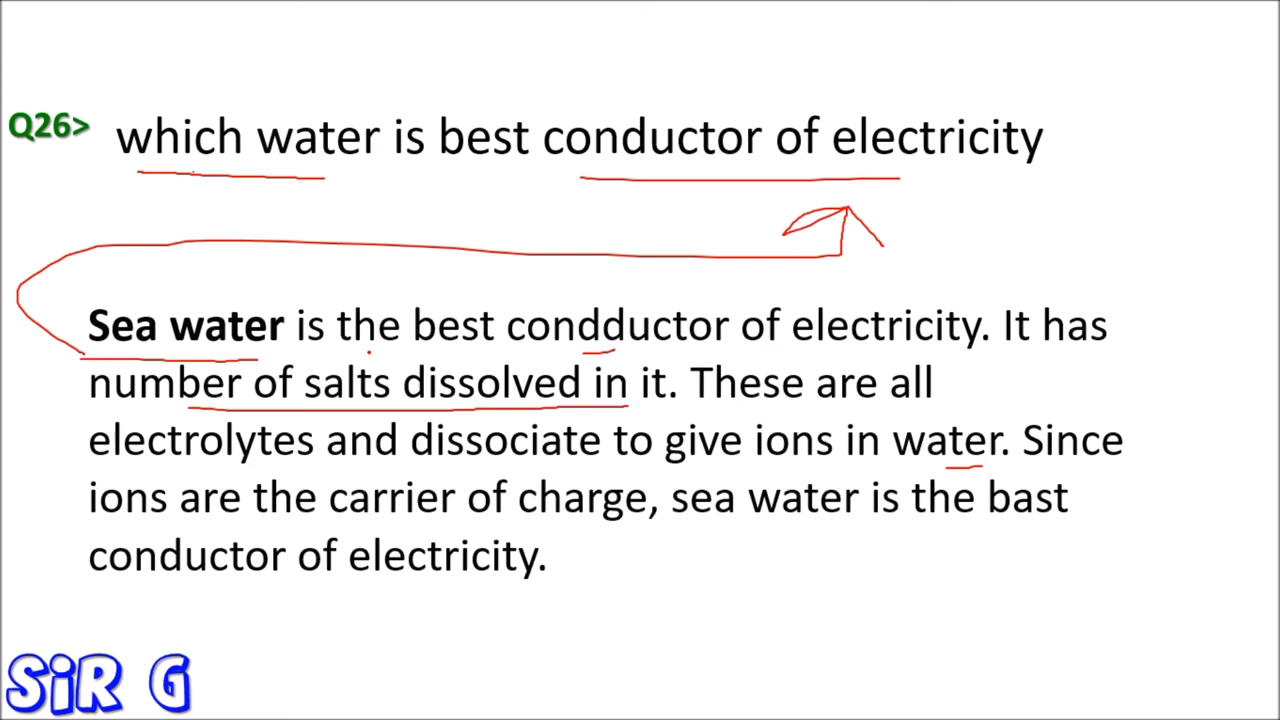 Q26> which water is best conductor of electricity
Sea water is the best condductor of electricity. It has
number of salts dissolved in it. These are all
electrolytes and dissociate to give ions in water. Since
ions are the carrier of charge, sea water is the bast
conductor of electricity.
SiR G